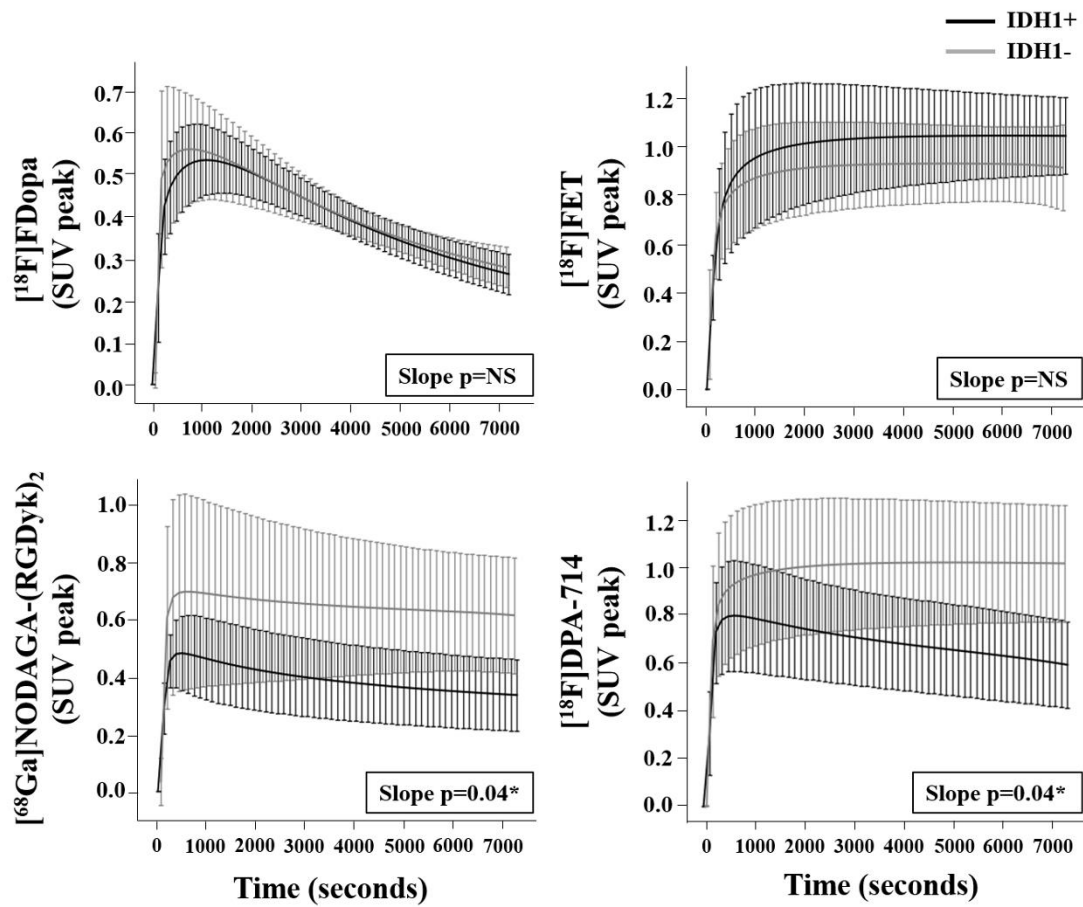 IDH1+
IDH1-
[¹⁸F]FDopa
(SUV peak)
0.7
0.6
0.5
0.4
0.3
0.2
0.1
0.0
Slope p=NS
0 1000 2000 3000 4000 5000 6000 7000
[¹⁸F]FET
(SUV peak)
1.2
1.0
0.8
0.6
0.4
0.2
0.0
Slope p=NS
0 1000 2000 3000 4000 5000 6000 7000
[⁶⁸Ga]NODAGA-(RGDyk)₂
(SUV peak)
1.0
0.8
0.6
0.4
0.2
0.0
Slope p=0.04*
0 1000 2000 3000 4000 5000 6000 7000
Time (seconds)
[¹⁸F]DPA-714
(SUV peak)
1.2
1.0
0.8
0.6
0.4
0.2
0.0
Slope p=0.04*
0 1000 2000 3000 4000 5000 6000 7000
Time (seconds)